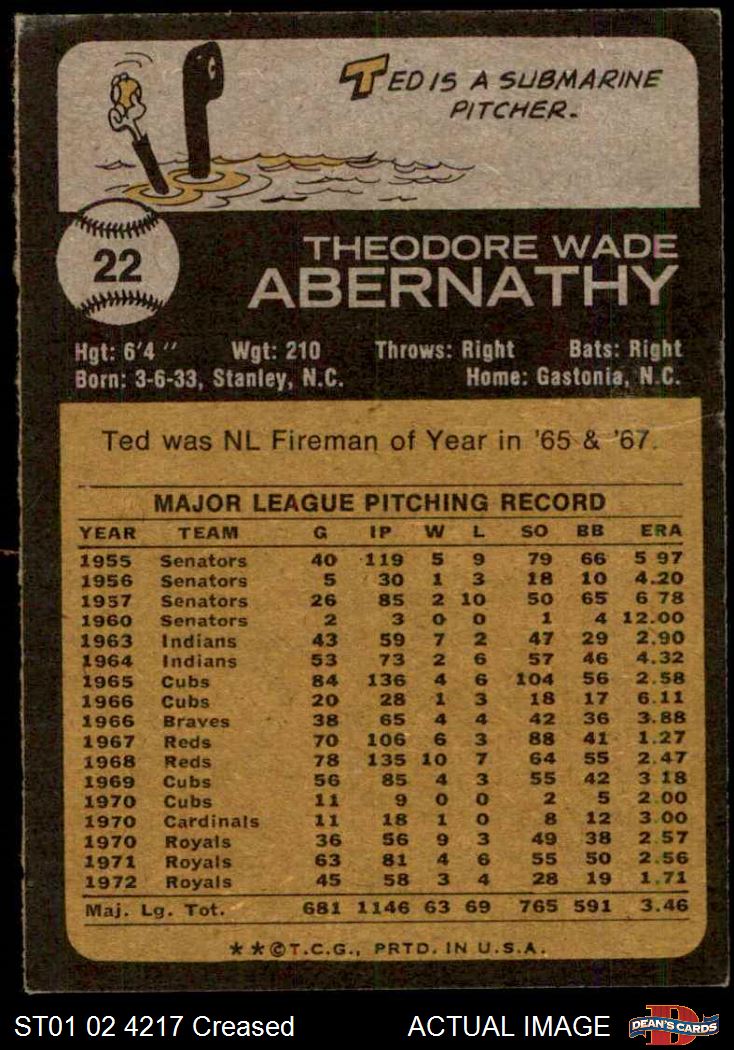 TED IS A SUBMARINE
PITCHER.
22
THEODORE WADE
ABERNATHY
Hgt: 6'4" Wgt: 210 Throws: Right Bats: Right
Born: 3-6-33, Stanley, N.C. Home: Gastonia, N.C.
Ted was NL Fireman of Year in '65 & '67.
MAJOR LEAGUE PITCHING RECORD
YEAR TEAM G IP W L SO BB ERA
1955 Senators 40 119 5 9 79 66 5 97
1956 Senators 5 30 1 3 18 10 4.20
1957 Senators 26 85 2 10 50 65 6 78
1960 Senators 2 3 0 0 1 4 12.00
1963 Indians 43 59 7 2 47 29 2.90
1964 Indians 53 73 2 6 57 46 4.32
1965 Cubs 84 136 4 6 104 56 2.58
1966 Cubs 20 28 1 3 18 17 6.11
1966 Braves 38 65 4 4 42 36 3.88
1967 Reds 70 106 6 3 88 41 1.27
1968 Reds 78 135 10 7 64 55 2.47
1969 Cubs 56 85 4 3 55 42 3 18
1970 Cubs 11 9 0 0 2 5 2.00
1970 Cardinals 11 18 1 0 8 12 3.00
1970 Royals 36 56 9 3 49 38 2.57
1971 Royals 63 81 4 6 55 50 2.56
1972 Royals 45 58 3 4 28 19 1.71
Maj. Lg. Tot. 681 1146 63 69 765 591 3.46
**©T.C.G., PRTD. IN U.S.A.
ST01 02 4217 Creased ACTUAL IMAGE DEAN'S CARDS